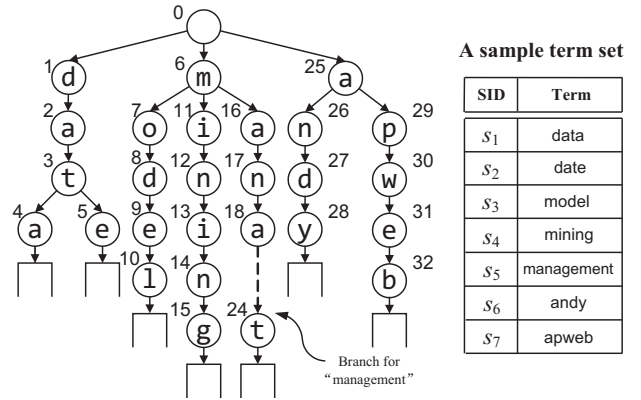 0
1 d 6 m 25 a
A sample term set
2 a 7 o 11 i 16 a 26 n 29 p
3 t 8 d 12 n 17 n 27 d 30 w
4 a 5 e 9 e 13 i 18 a 28 y 31 e
10 l 14 n 32 b
15 g 24 t
Branch for
“management”
SID Term
s1 data
s2 date
s3 model
s4 mining
s5 management
s6 andy
s7 apweb